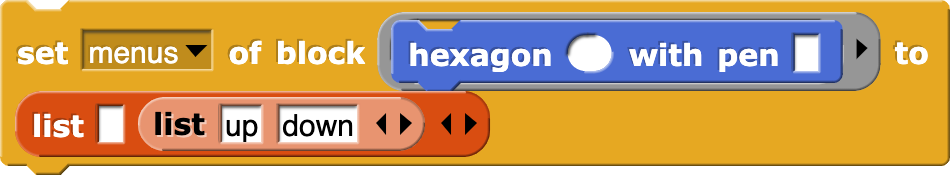 set menus of block hexagon with pen to
list list up down